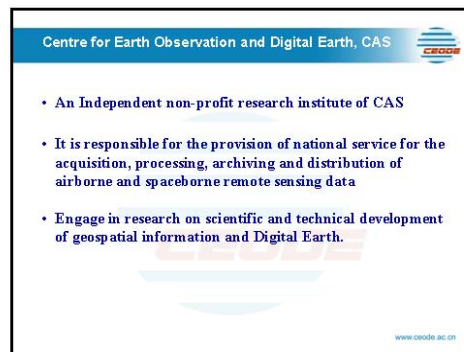 Centre for Earth Observation and Digital Earth, CAS
CEODE
• An Independent non-profit research institute of CAS
• It is responsible for the provision of national service for the
acquisition, processing, archiving and distribution of
airborne and spaceborne remote sensing data
• Engage in research on scientific and technical development
of geospatial information and Digital Earth.
CEODE
www.ceode.ac.cn